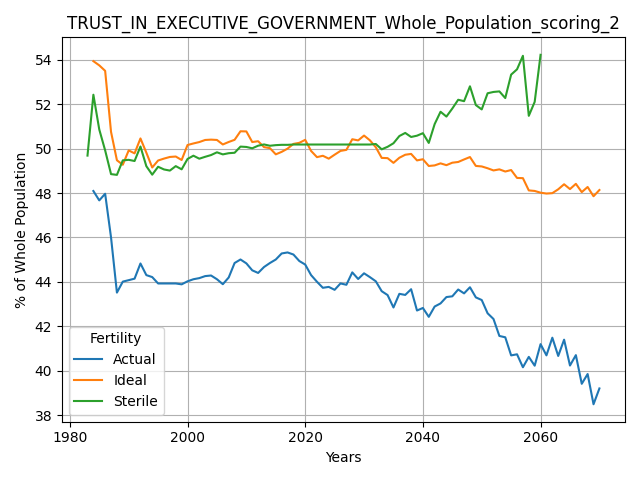 TRUST_IN_EXECUTIVE_GOVERNMENT_Whole_Population_scoring_2
% of Whole Population
54
52
50
48
46
44
42
40
38
Fertility
Actual
Ideal
Sterile
1980 2000 2020 2040 2060
Years